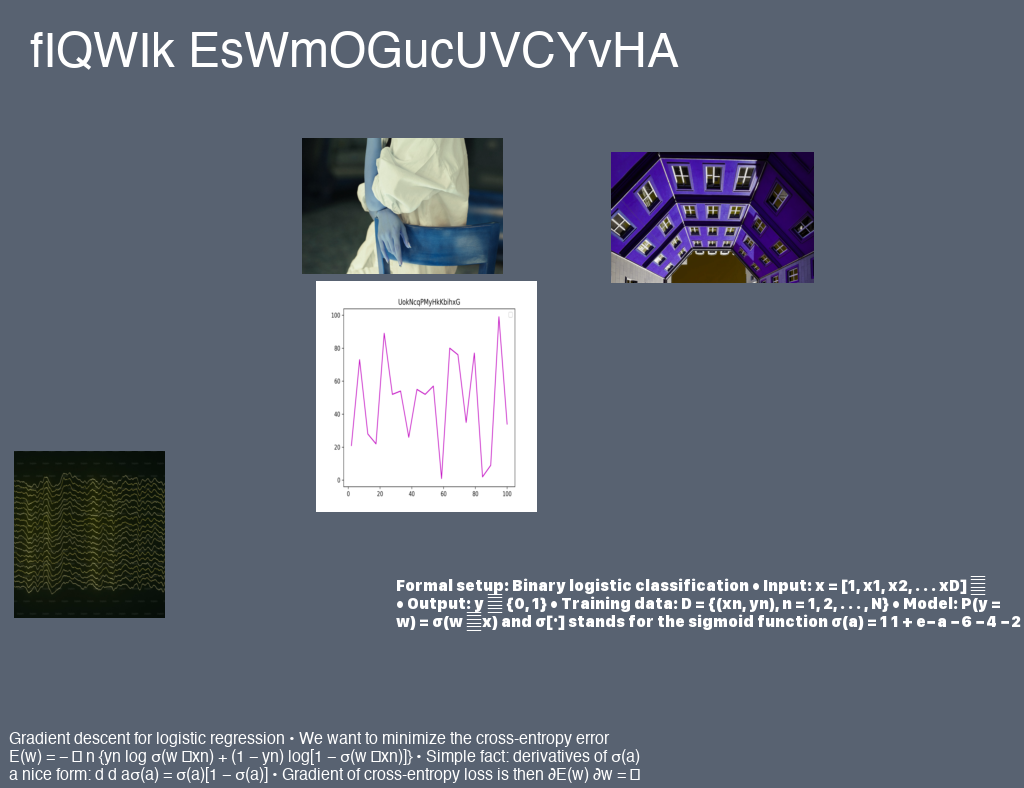 fIQWIk EsWmOGucUVCYvHA
UokNcqPMyHkKbihxG
100
80
60
40
20
0
0 20 40 60 80 100
Formal setup: Binary logistic classification • Input: x = [1, x1, x2, . . . xD]
• Output: y {0, 1} • Training data: D = {(xn, yn), n = 1, 2, . . . , N} • Model: P(y =
w) = σ(w x) and σ[·] stands for the sigmoid function σ(a) = 1 1 + e−a −6 −4 −2
Gradient descent for logistic regression • We want to minimize the cross-entropy error
E(w) = − n {yn log σ(w xn) + (1 − yn) log[1 − σ(w xn)]} • Simple fact: derivatives of σ(a)
a nice form: d d aσ(a) = σ(a)[1 − σ(a)] • Gradient of cross-entropy loss is then ∂E(w) ∂w =